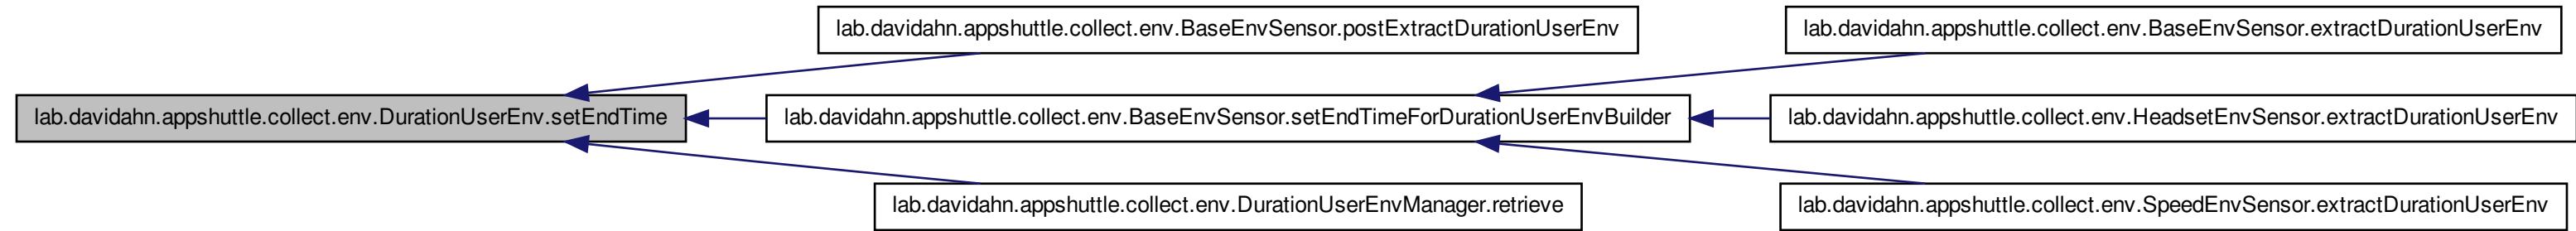 lab.davidahn.appshuttle.collect.env.BaseEnvSensor.postExtractDurationUserEnv
lab.davidahn.appshuttle.collect.env.BaseEnvSensor.extractDurationUserEnv
lab.davidahn.appshuttle.collect.env.DurationUserEnv.setEndTime
lab.davidahn.appshuttle.collect.env.BaseEnvSensor.setEndTimeForDurationUserEnvBuilder
lab.davidahn.appshuttle.collect.env.HeadsetEnvSensor.extractDurationUserEnv
lab.davidahn.appshuttle.collect.env.DurationUserEnvManager.retrieve
lab.davidahn.appshuttle.collect.env.SpeedEnvSensor.extractDurationUserEnv